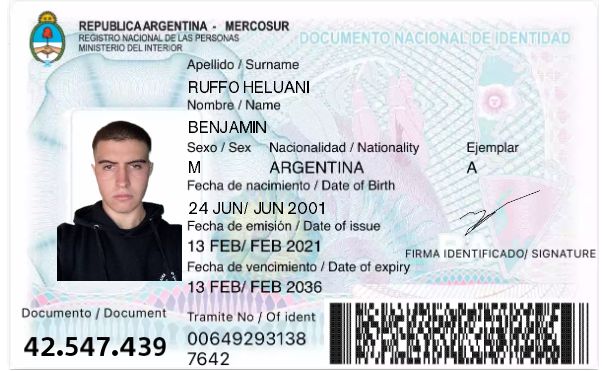 REPUBLICA ARGENTINA - MERCOSUR
REGISTRO NACIONAL DE LAS PERSONAS
MINISTERIO DEL INTERIOR
DOCUMENTO NACIONAL DE IDENTIDAD
Apellido / Surname
RUFFO HELUANI
Nombre / Name
BENJAMIN
Sexo / Sex Nacionalidad / Nationality Ejemplar
M ARGENTINA A
Fecha de nacimiento / Date of Birth
24 JUN/ JUN 2001
Fecha de emisión / Date of issue
13 FEB/ FEB 2021
FIRMA IDENTIFICADO/ SIGNATURE
Fecha de vencimiento / Date of expiry
13 FEB/ FEB 2036
Documento / Document
42.547.439
Tramite No / Of ident
00649293138
7642